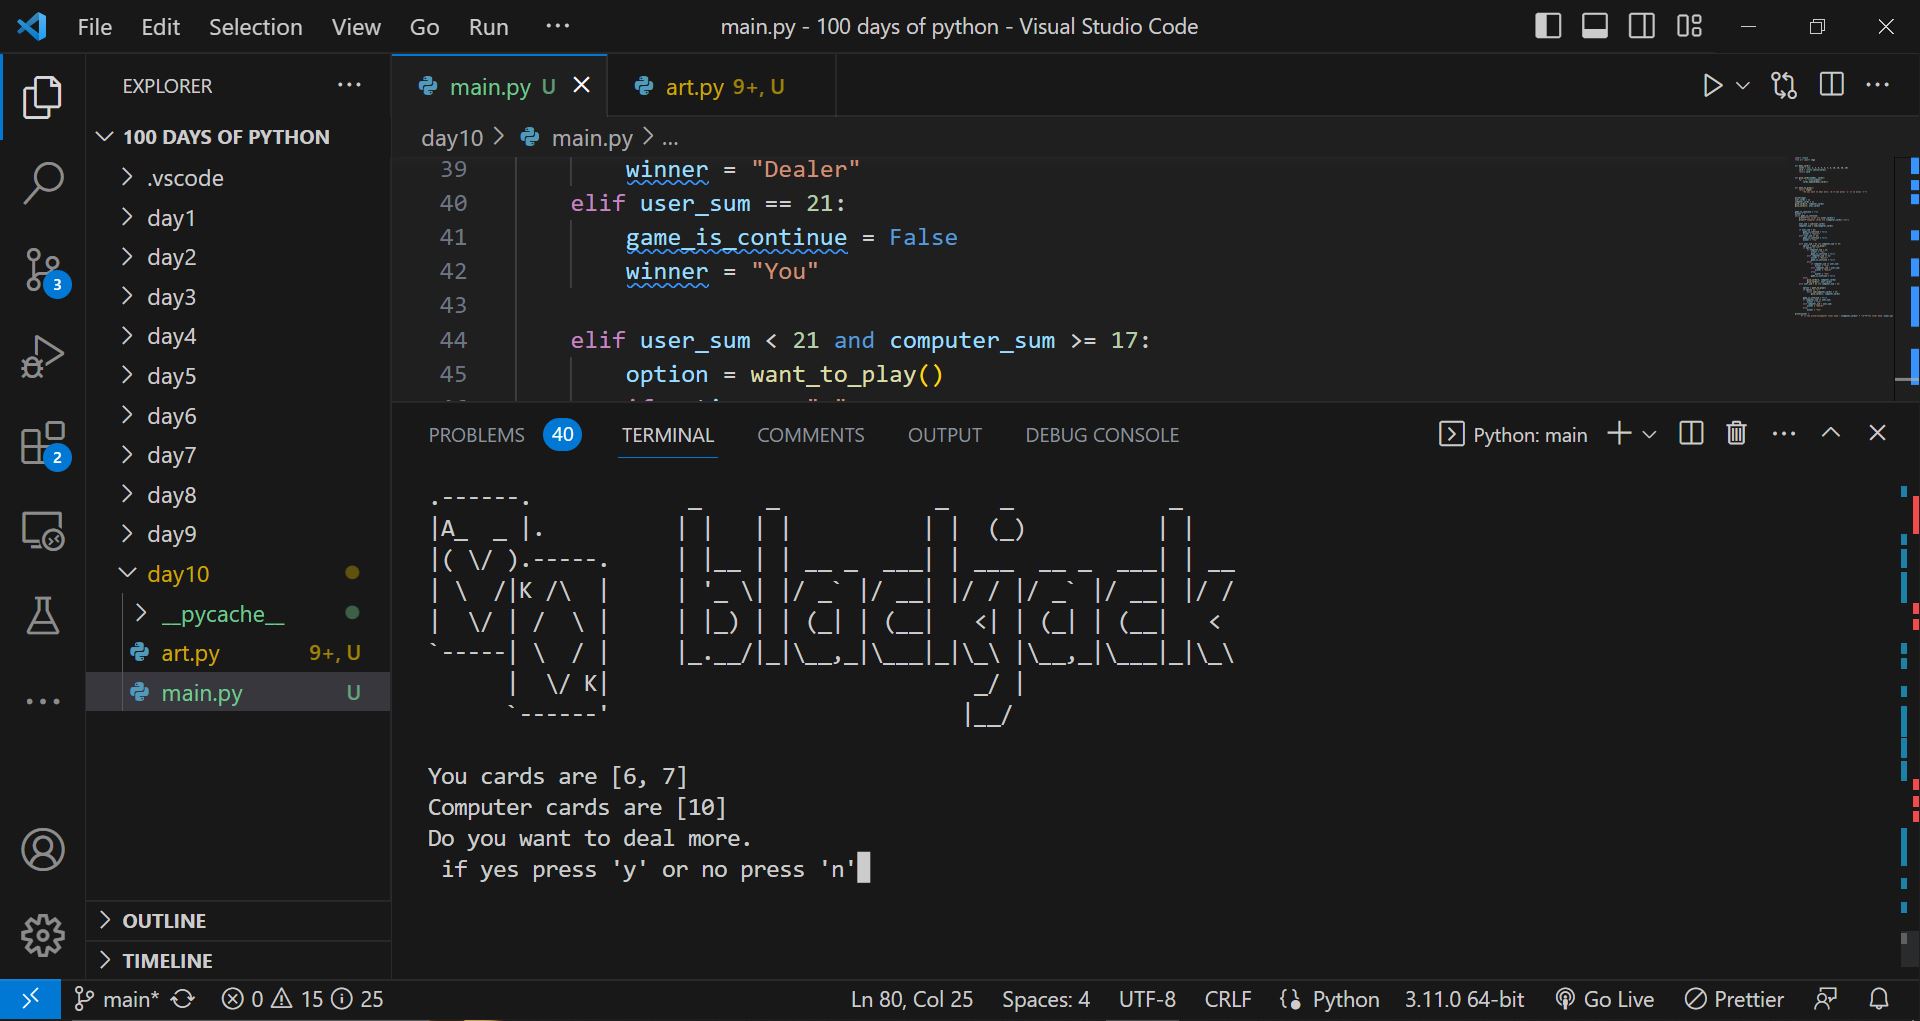 File Edit Selection View Go Run ···
main.py - 100 days of python - Visual Studio Code
EXPLORER ···
main.py U
art.py 9+, U
100 DAYS OF PYTHON
day10 > main.py > ...
.vscode
day1
day2
day3
day4
day5
day6
day7
day8
day9
day10
__pycache__
art.py 9+, U
main.py U
OUTLINE
TIMELINE
3
2
39 winner = "Dealer"
40 elif user_sum == 21:
41 game_is_continue = False
42 winner = "You"
43
44 elif user_sum < 21 and computer_sum >= 17:
45 option = want_to_play()
PROBLEMS 40 TERMINAL COMMENTS OUTPUT DEBUG CONSOLE
Python: main
A
K
K
blackjack
You cards are [6, 7]
Computer cards are [10]
Do you want to deal more.
if yes press 'y' or no press 'n'
main* 0 15 25
Ln 80, Col 25 Spaces: 4 UTF-8 CRLF Python 3.11.0 64-bit Go Live Prettier